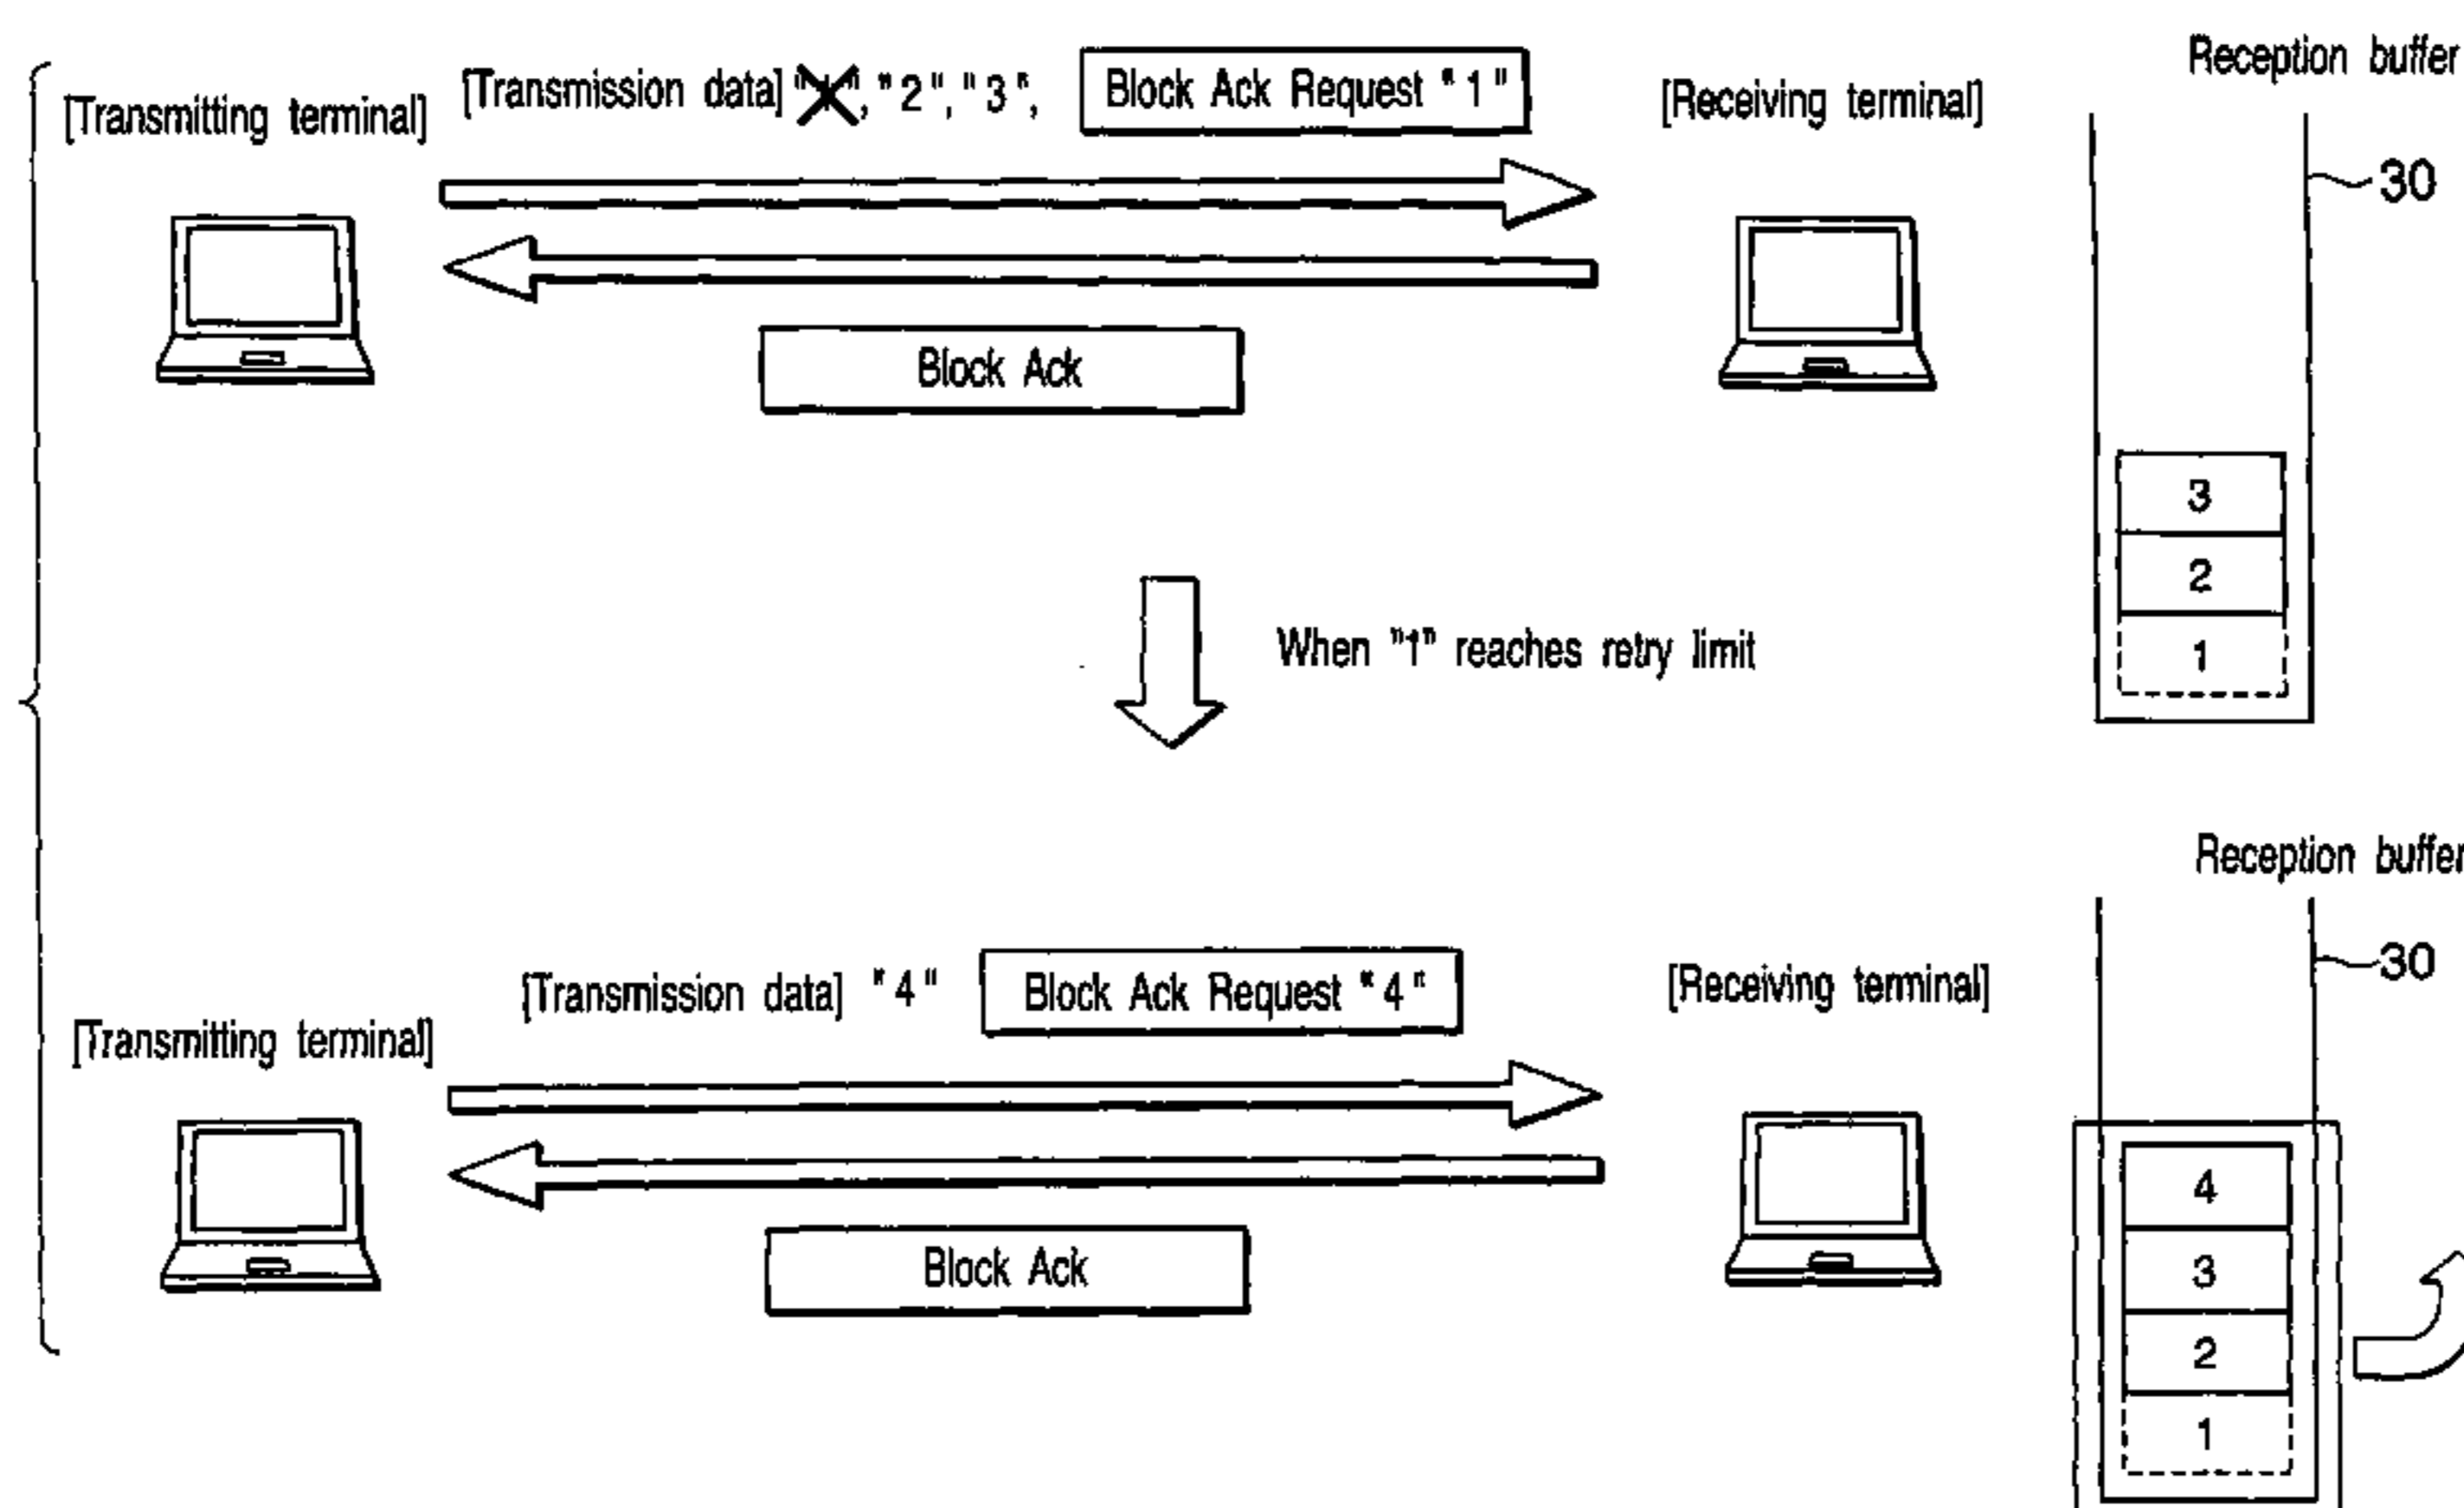 [Transmitting terminal]
[Transmission data] "1", "2", "3",
Block Ack Request "1"
[Receiving terminal]
Reception buffer
30
Block Ack
3
2
1
When "1" reaches retry limit
Reception buffer
30
[Transmitting terminal]
[Transmission data] "4"
Block Ack Request "4"
[Receiving terminal]
Block Ack
4
3
2
1